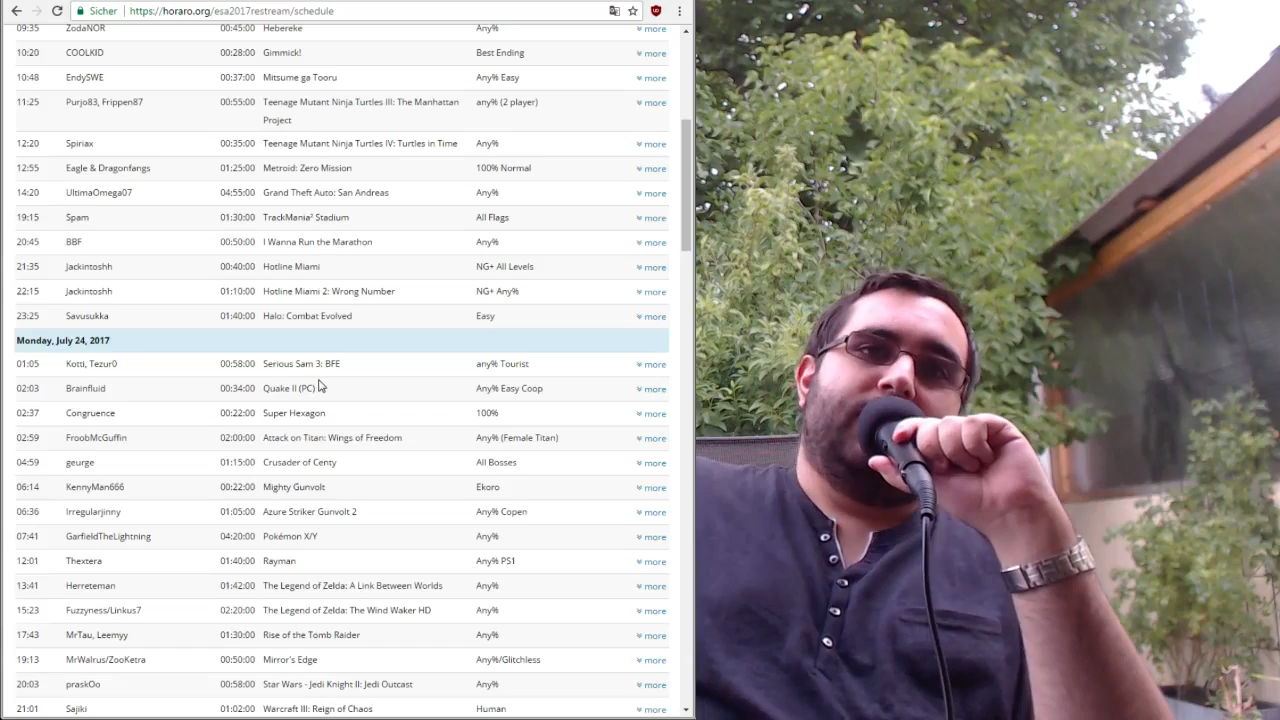 Sicher https://horaro.org/esa2017restream/schedule
09:35 ZodaNOR 00:45:00 Hebereke Any% more
10:20 COOLKID 00:28:00 Gimmick! Best Ending more
10:48 EndySWE 00:37:00 Mitsume ga Tooru Any% Easy more
11:25 Purjo83, Frippen87 00:55:00 Teenage Mutant Ninja Turtles III: The Manhattan any% (2 player) more
Project
12:20 Spiriax 00:35:00 Teenage Mutant Ninja Turtles IV: Turtles in Time Any% more
12:55 Eagle & Dragonfangs 01:25:00 Metroid: Zero Mission 100% Normal more
14:20 UltimaOmega07 04:55:00 Grand Theft Auto: San Andreas Any% more
19:15 Spam 01:30:00 TrackMania² Stadium All Flags more
20:45 BBF 00:50:00 I Wanna Run the Marathon Any% more
21:35 Jackintoshh 00:40:00 Hotline Miami NG+ All Levels more
22:15 Jackintoshh 01:10:00 Hotline Miami 2: Wrong Number NG+ Any% more
23:25 Savusukka 01:40:00 Halo: Combat Evolved Easy more
Monday, July 24, 2017
01:05 Kotti, Tezur0 00:58:00 Serious Sam 3: BFE any% Tourist more
02:03 Brainfluid 00:34:00 Quake II (PC) Any% Easy Coop more
02:37 Congruence 00:22:00 Super Hexagon 100% more
02:59 FroobMcGuffin 02:00:00 Attack on Titan: Wings of Freedom Any% (Female Titan) more
04:59 george 01:15:00 Crusader of Centy All Bosses more
06:14 KennyMan666 00:22:00 Mighty Gunvolt Ekoro more
06:36 Irregularjinny 01:05:00 Azure Striker Gunvolt 2 Any% Copen more
07:41 GarfieldTheLightning 04:20:00 Pokémon X/Y Any% more
12:01 Thextera 01:40:00 Rayman Any% PS1 more
13:41 Herreteman 01:42:00 The Legend of Zelda: A Link Between Worlds Any% more
15:23 Fuzzyness/Linkus7 02:20:00 The Legend of Zelda: The Wind Waker HD Any% more
17:43 MrTau, Leemyy 01:30:00 Rise of the Tomb Raider Any% more
19:13 MrWalrus/ZooKetra 00:50:00 Mirror's Edge Any%/Glitchless more
20:03 praskOo 00:58:00 Star Wars - Jedi Knight II: Jedi Outcast Any% more
21:01 Sajiki 01:02:00 Warcraft III: Reign of Chaos Human more